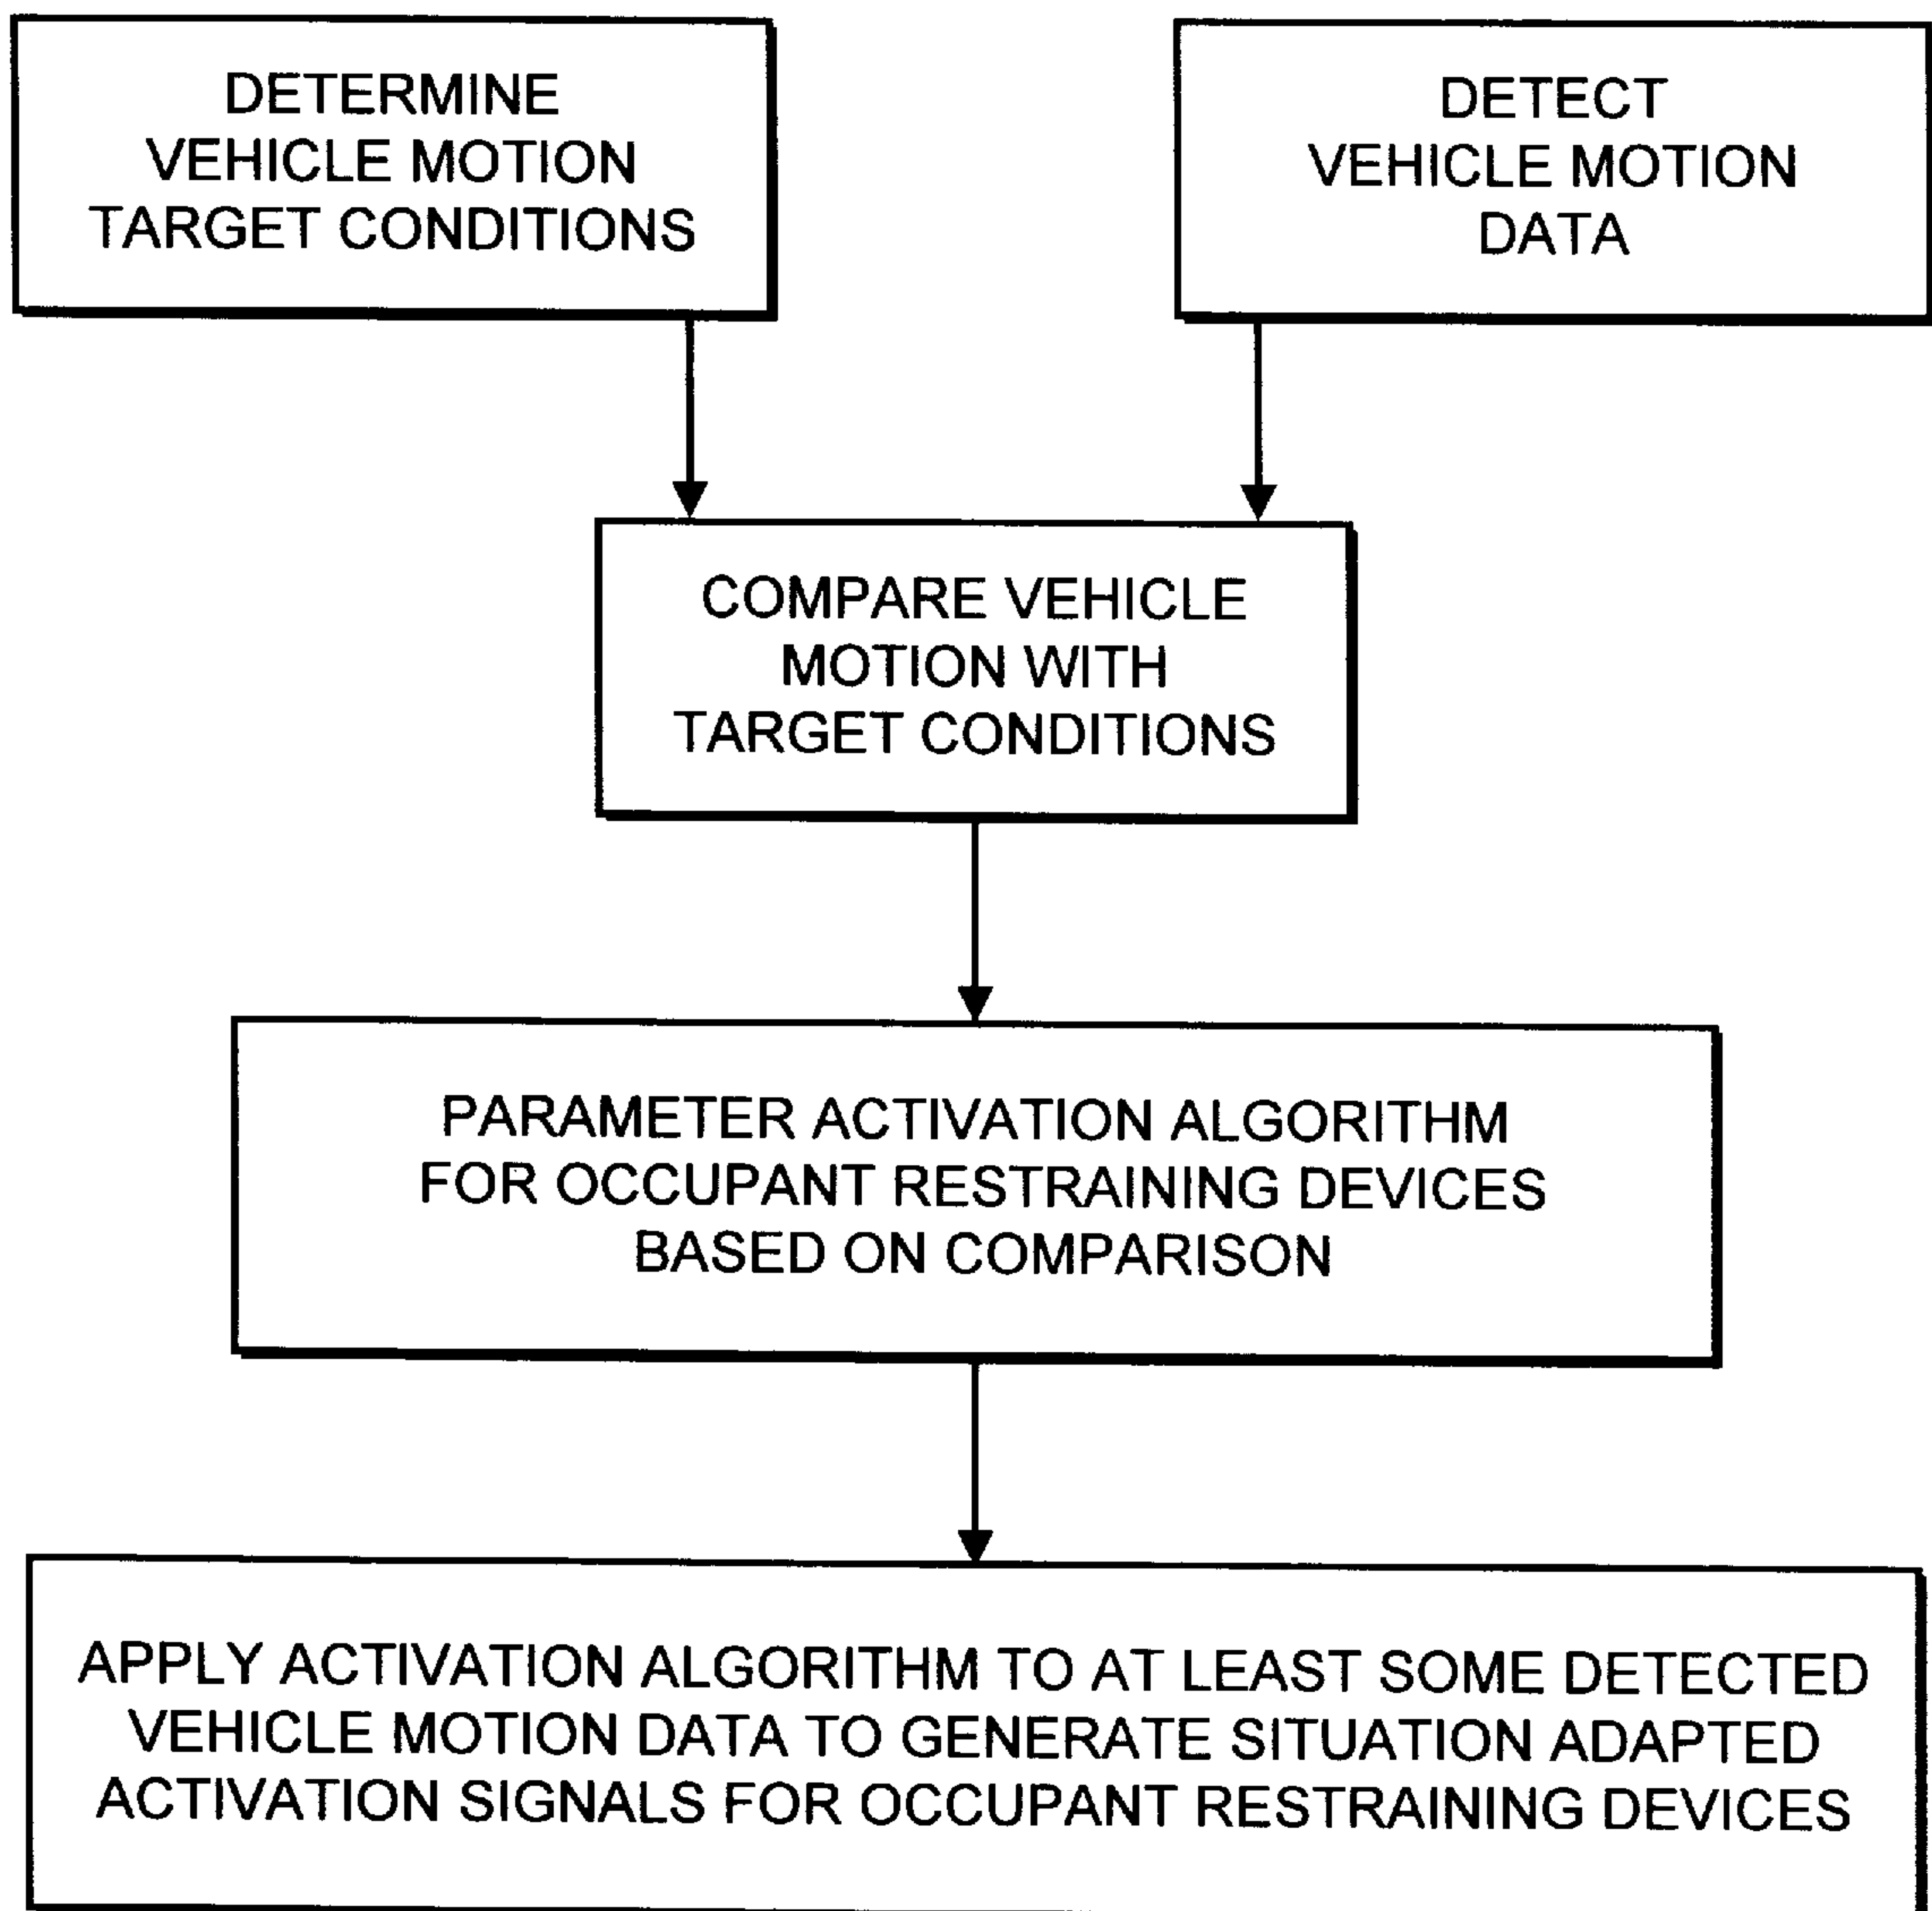 DETERMINE
VEHICLE MOTION
TARGET CONDITIONS
DETECT
VEHICLE MOTION
DATA
COMPARE VEHICLE
MOTION WITH
TARGET CONDITIONS
PARAMETER ACTIVATION ALGORITHM
FOR OCCUPANT RESTRAINING DEVICES
BASED ON COMPARISON
APPLY ACTIVATION ALGORITHM TO AT LEAST SOME DETECTED
VEHICLE MOTION DATA TO GENERATE SITUATION ADAPTED
ACTIVATION SIGNALS FOR OCCUPANT RESTRAINING DEVICES